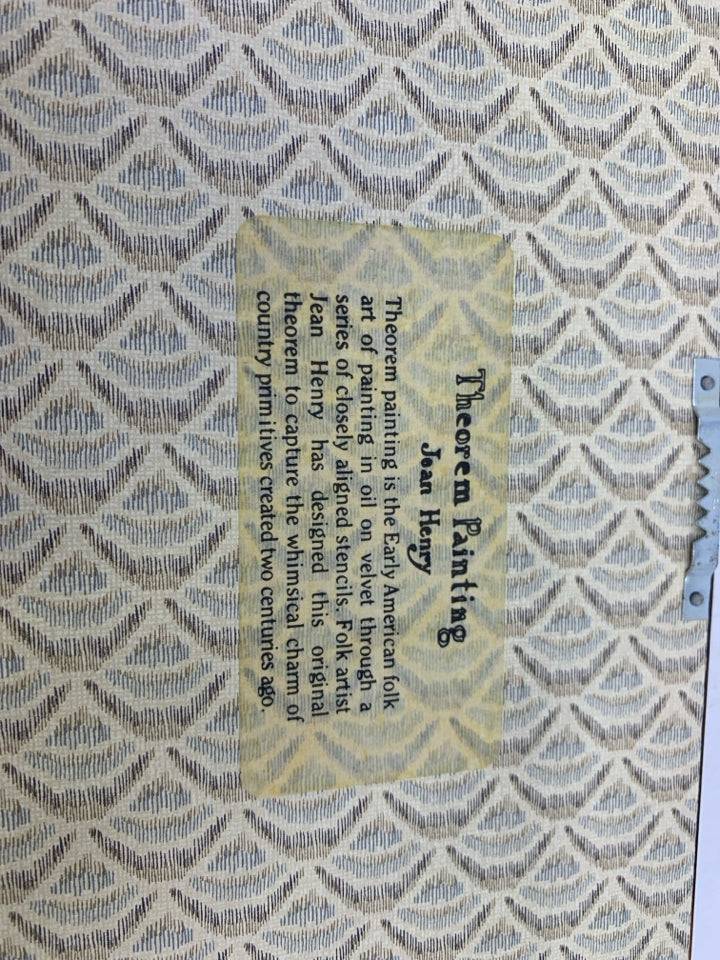 Theorem Painting
Jean Henry
Theorem painting is the Early American folk
art of painting in oil on velvet through a
series of closely aligned stencils. Folk artist
Jean Henry has designed this original
theorem to capture the whimsical charm of
country primitives created two centuries ago.